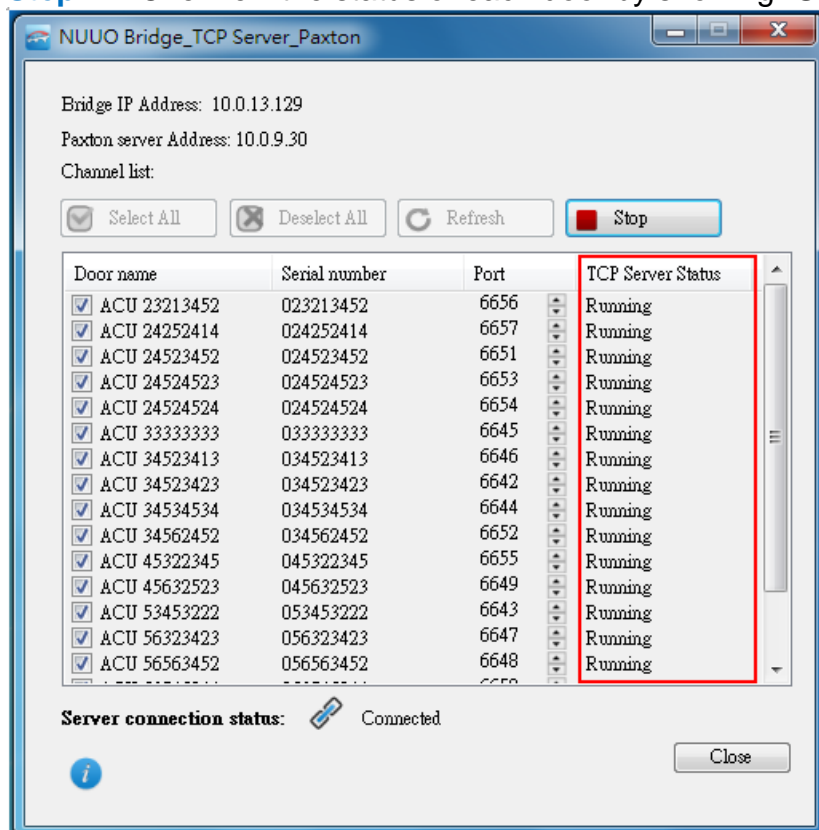 NUUO Bridge_TCP Server_Paxton
Bridge IP Address: 10.0.13.129
Paxton server Address: 10.0.9.30
Channel list:
Select All Deselect All Refresh Stop
Door name Serial number Port TCP Server Status
ACU 23213452 023213452 6656 Running
ACU 24252414 024252414 6657 Running
ACU 24523452 024523452 6651 Running
ACU 24524523 024524523 6653 Running
ACU 24524524 024524524 6654 Running
ACU 33333333 033333333 6645 Running
ACU 34523413 034523413 6646 Running
ACU 34523423 034523423 6642 Running
ACU 34534534 034534534 6644 Running
ACU 34562452 034562452 6652 Running
ACU 45322345 045322345 6655 Running
ACU 45632523 045632523 6649 Running
ACU 53453222 053453222 6643 Running
ACU 56323423 056323423 6647 Running
ACU 56563452 056563452 6648 Running
Server connection status: Connected
Close